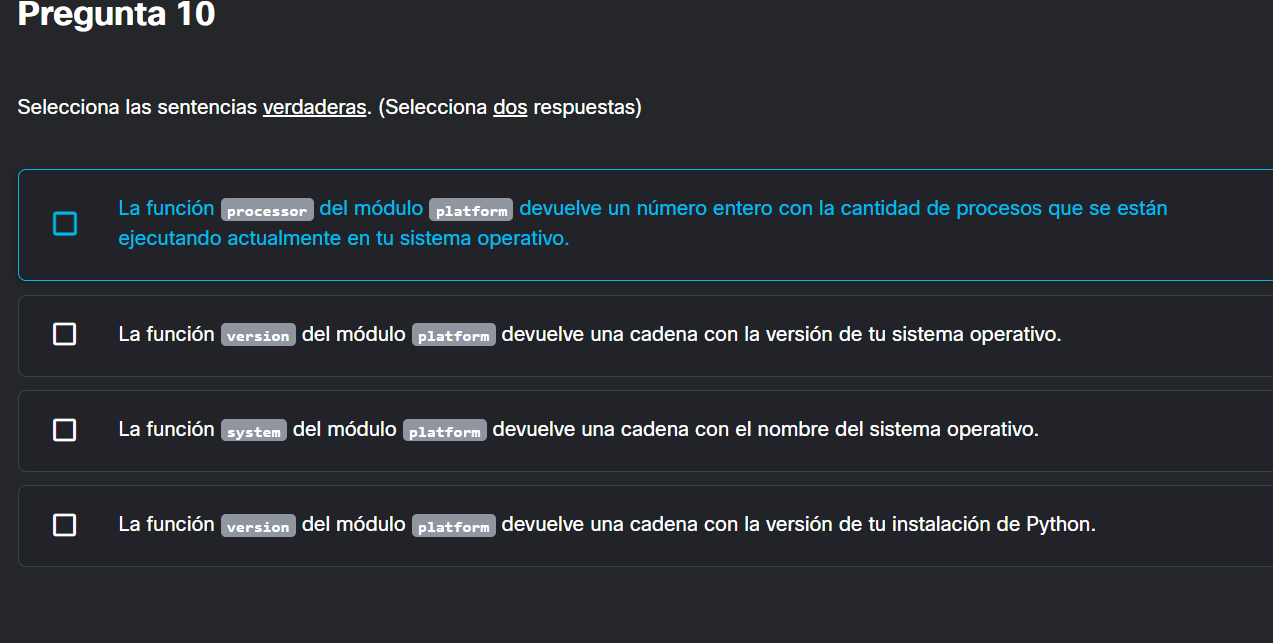 Pregunta 10
Selecciona las sentencias verdaderas. (Selecciona dos respuestas)
La función processor del módulo platform devuelve un número entero con la cantidad de procesos que se están
ejecutando actualmente en tu sistema operativo.
La función version del módulo platform devuelve una cadena con la versión de tu sistema operativo.
La función system del módulo platform devuelve una cadena con el nombre del sistema operativo.
La función version del módulo platform devuelve una cadena con la versión de tu instalación de Python.